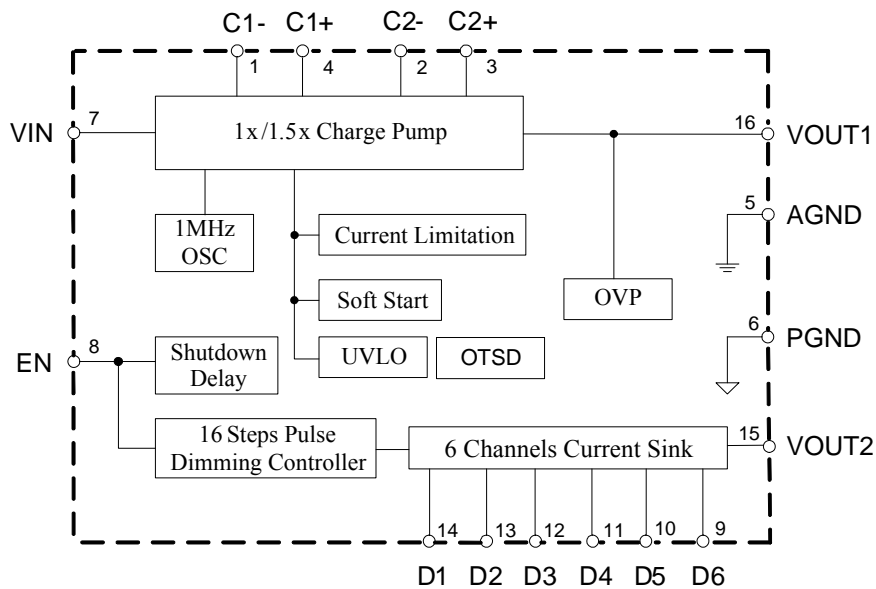 C1- C1+ C2- C2+
1 4 2 3
VIN 7
1x/1.5x Charge Pump
16 VOUT1
5 AGND
1MHz
OSC
Current Limitation
Soft Start
OVP
6 PGND
EN 8
Shutdown
Delay
UVLO
OTSD
16 Steps Pulse
Dimming Controller
6 Channels Current Sink
15 VOUT2
14 13 12 11 10 9
D1 D2 D3 D4 D5 D6